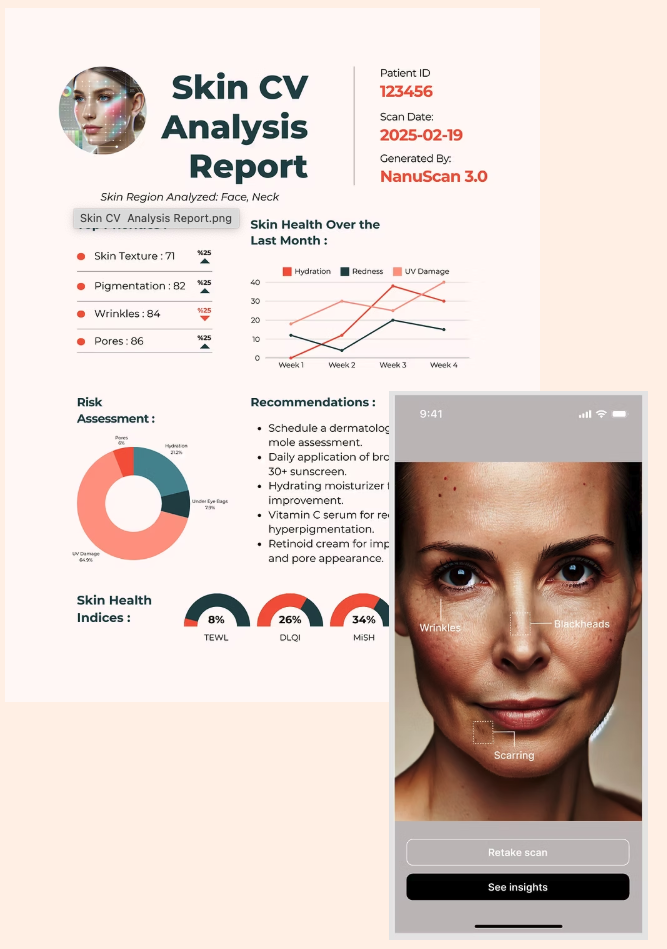 Skin CV
Analysis
Report
Patient ID
123456
Scan Date:
2025-02-19
Generated By:
NanuScan 3.0
Skin Region Analyzed: Face, Neck
Skin CV Analysis Report.png
Skin Texture : 71 %25
Pigmentation : 82 %25
Wrinkles : 84 %25
Pores : 86 %25
Skin Health Over the
Last Month :
Hydration Redness UV Damage
40
30
20
10
0
Week 1 Week 2 Week 3 Week 4
Risk
Assessment :
Pores
6%
Hydration
21.2%
Under Eye Bags
7.9%
UV Damage
64.9%
Recommendations :
• Schedule a dermatolog
mole assessment.
• Daily application of bro
30+ sunscreen.
• Hydrating moisturizer f
improvement.
• Vitamin C serum for re
hyperpigmentation.
• Retinoid cream for imp
and pore appearance.
Skin Health
Indices :
8%
TEWL
26%
DLQI
34%
MiSH
9:41
Wrinkles
Blackheads
Scarring
Retake scan
See insights